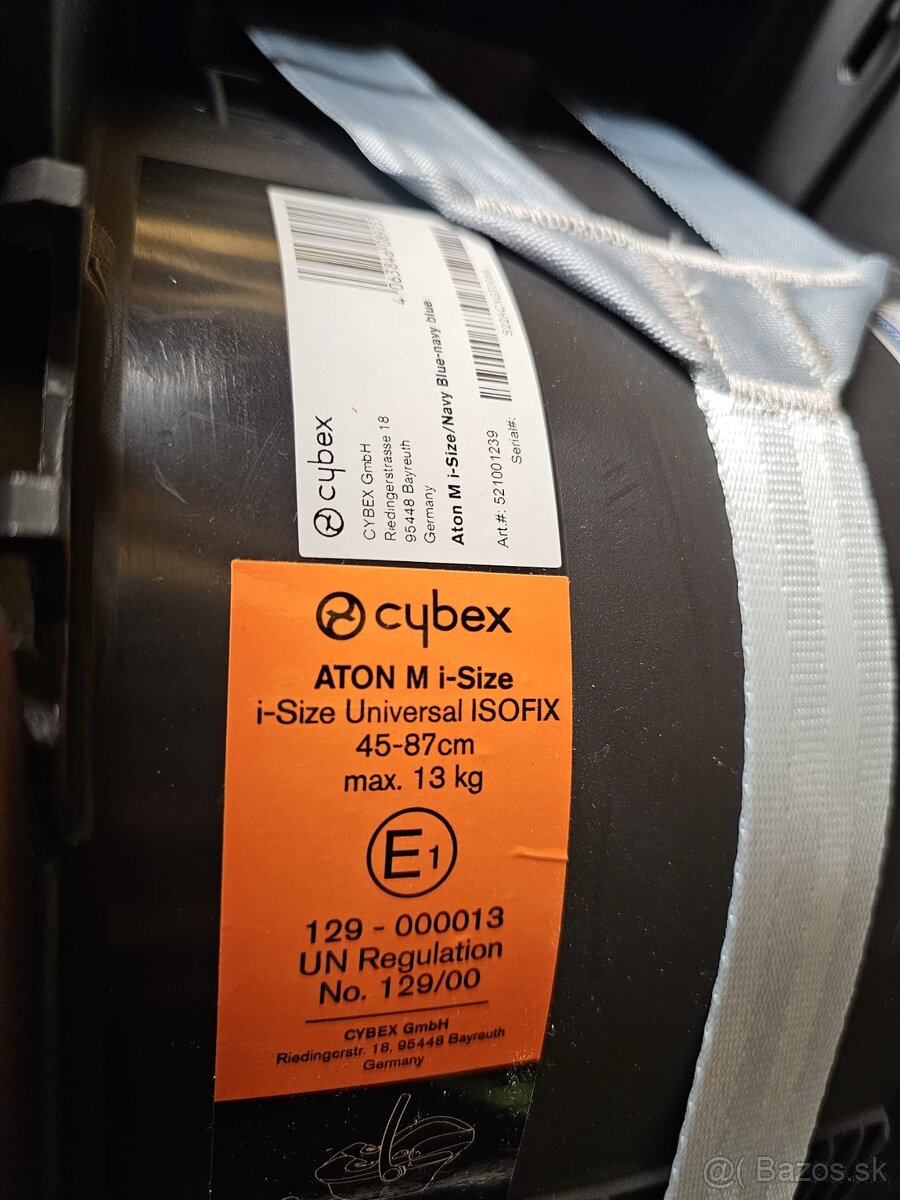 cybex
CYBEX GmbH
Riedingerstrasse 18
95448 Bayreuth
Germany
Aton M i-Size/Navy Blue-navy blue
Art.#: 521001239
Serial#:
cybex
ATON M i-Size
i-Size Universal ISOFIX
45-87cm
max. 13 kg
E1
129 - 000013
UN Regulation
No. 129/00
CYBEX GmbH
Riedingerstr. 18, 95448 Bayreuth
Germany
@( Bazos.sk